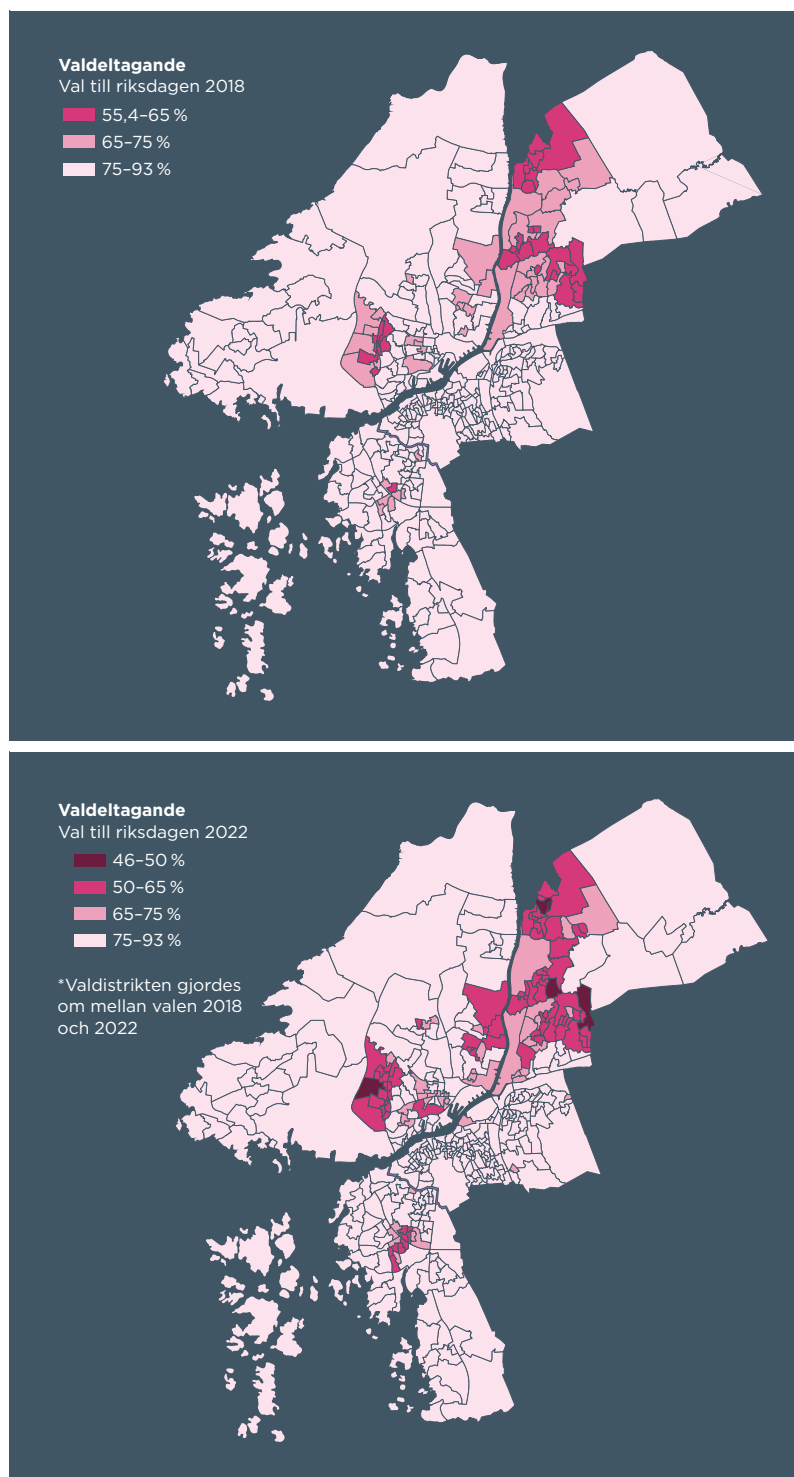 Valdeltagande
Val till riksdagen 2018
55,4–65 %
65–75 %
75–93 %
Valdeltagande
Val till riksdagen 2022
46–50 %
50–65 %
65–75 %
75–93 %
*Valdistrikten gjordes
om mellan valen 2018
och 2022